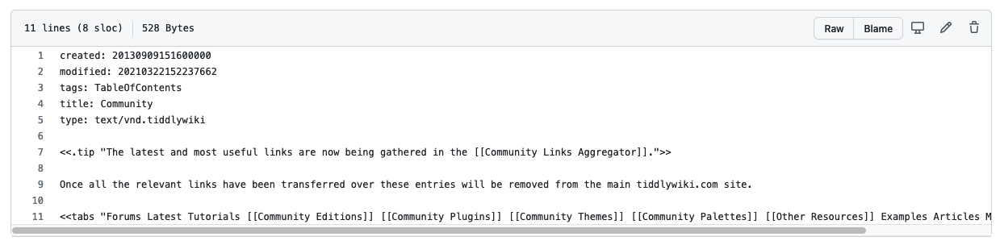 11 lines (8 sloc) 528 Bytes Raw Blame
1 created: 20130909151600000
2 modified: 20210322152237662
3 tags: TableOfContents
4 title: Community
5 type: text/vnd.tiddlywiki
6
7 <<.tip "The latest and most useful links are now being gathered in the [[Community Links Aggregator]].">>
8
9 Once all the relevant links have been transferred over these entries will be removed from the main tiddlywiki.com site.
10
11 <<tabs "Forums Latest Tutorials [[Community Editions]] [[Community Plugins]] [[Community Themes]] [[Community Palettes]] [[Other Resources]] Examples Articles M